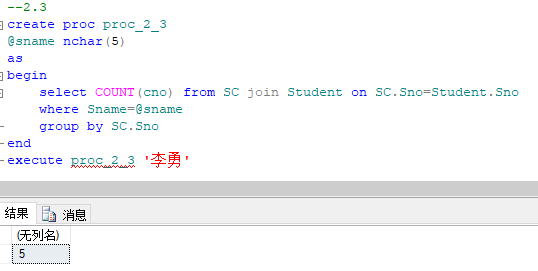 --2.3
create proc proc_2_3
@sname nchar(5)
as
begin
select COUNT(cno) from SC join Student on SC.Sno=Student.Sno
where Sname=@sname
group by SC.Sno
end
execute proc_2_3 '李勇'
结果 消息
(无列名)
5